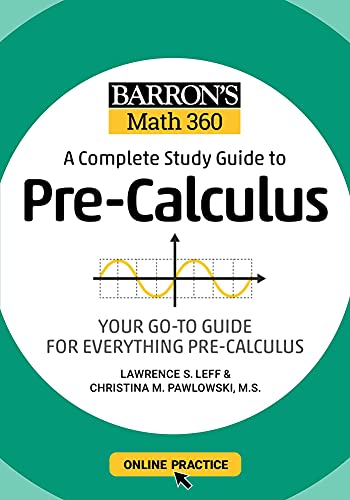 BARRON'S
Math 360
A Complete Study Guide to
Pre-Calculus
YOUR GO-TO GUIDE
FOR EVERYTHING PRE-CALCULUS
LAWRENCE S. LEFF &
CHRISTINA M. PAWLOWSKI, M.S.
ONLINE PRACTICE